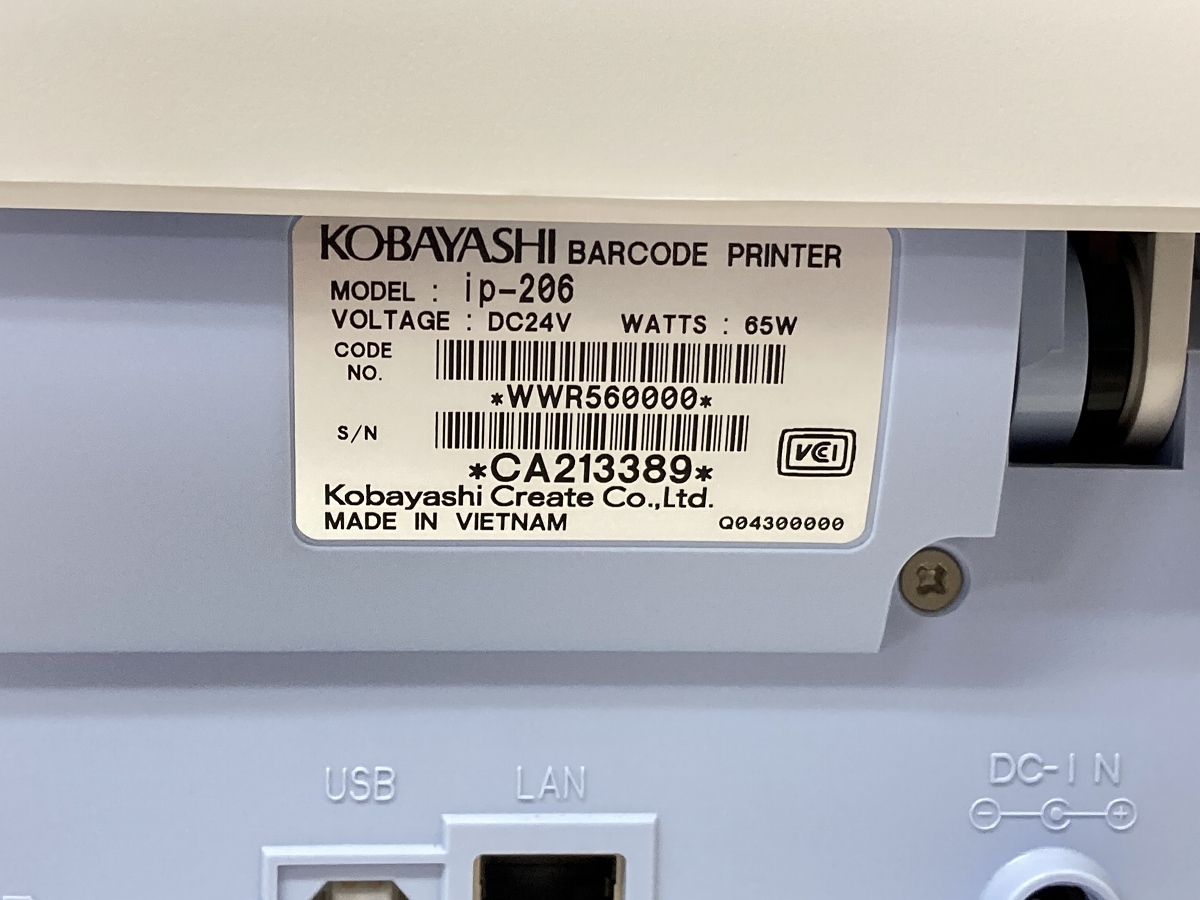 KOBAYASHI BARCODE PRINTER
MODEL : ip-206
VOLTAGE : DC24V WATTS : 65W
CODE NO.
*WWR560000*
S/N
*CA213389*
VCCI
Kobayashi Create Co.,Ltd.
MADE IN VIETNAM Q04300000
USB LAN DC-IN